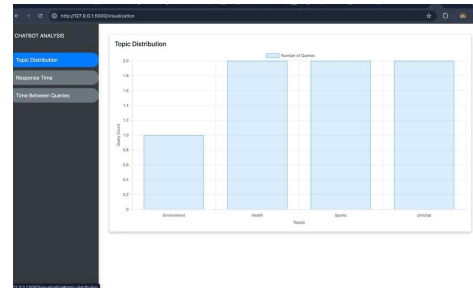 http://127.0.0.1:5000/visualization
CHATBOT ANALYSIS
Topic Distribution
Response Time
Time Between Queries
Topic Distribution
Number of Queries
2.0
1.8
1.6
1.4
1.2
1.0
0.8
0.6
0.4
0.2
0
Query Count
Environment Health Sports chitchat
Topics